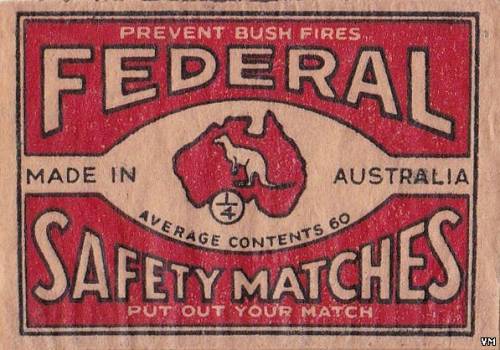 PREVENT BUSH FIRES
FEDERAL
MADE IN AUSTRALIA
1/4
AVERAGE CONTENTS 60
SAFETY MATCHES
PUT OUT YOUR MATCH
VM